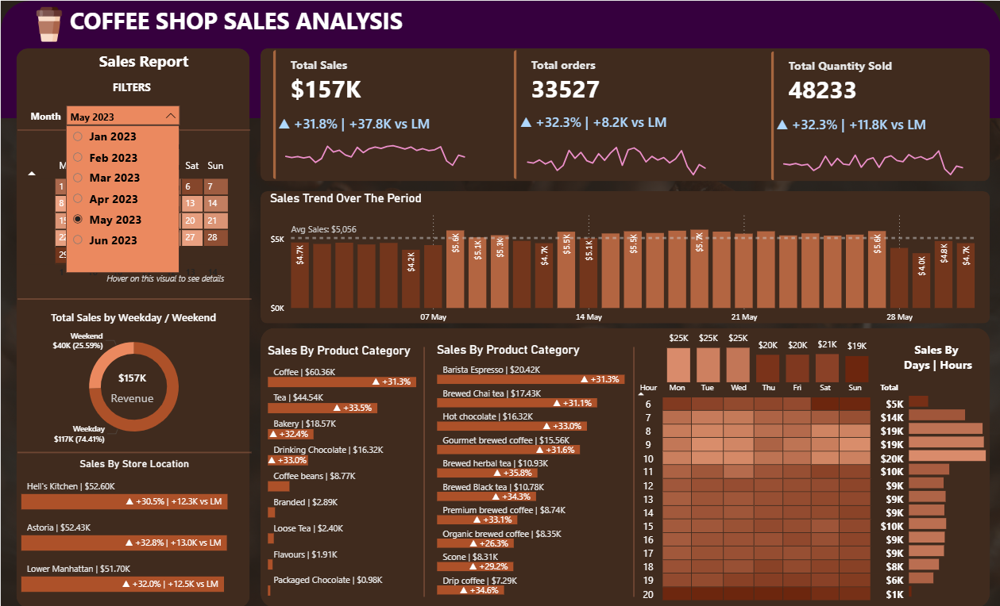 COFFEE SHOP SALES ANALYSIS
Sales Report
FILTERS
Month
May 2023
Jan 2023
Feb 2023
Mar 2023
Apr 2023
May 2023
Jun 2023
M Sat Sun
1 6 7
8 13 14
15 20 21
22 27 28
29
Hover on this visual to see details
Total Sales by Weekday / Weekend
Weekend
$40K (25.59%)
$157K
Revenue
Weekday
$117K (74.41%)
Sales By Store Location
Hell's Kitchen | $52.60K
+30.5% | +12.3K vs LM
Astoria | $52.43K
+32.8% | +13.0K vs LM
Lower Manhattan | $51.70K
+32.0% | +12.5K vs LM
Total Sales
$157K
+31.8% | +37.8K vs LM
Total orders
33527
+32.3% | +8.2K vs LM
Total Quantity Sold
48233
+32.3% | +11.8K vs LM
Sales Trend Over The Period
Avg Sales: $5,056
$5K
$0K
$4.7K
$4.2K
$5.6K
$5.1K
$5.3K
$4.7K
$5.5K
$5.1K
$5.5K
$5.7K
$5.6K
$4.0K
$4.8K
$4.7K
07 May 14 May 21 May 28 May
Sales By Product Category
Coffee | $60.36K
+31.3%
Tea | $44.54K
+33.5%
Bakery | $18.57K
+32.4%
Drinking Chocolate | $16.32K
+33.0%
Coffee beans | $8.77K
Branded | $2.89K
Loose Tea | $2.40K
Flavours | $1.91K
Packaged Chocolate | $0.98K
Sales By Product Category
Barista Espresso | $20.42K
+31.3%
Brewed Chai tea | $17.43K
+31.1%
Hot chocolate | $16.32K
+33.0%
Gourmet brewed coffee | $15.56K
+31.6%
Brewed herbal tea | $10.93K
+35.8%
Brewed Black tea | $10.78K
+34.3%
Premium brewed coffee | $8.74K
+33.1%
Organic brewed coffee | $8.35K
+26.3%
Scone | $8.31K
+29.2%
Drip coffee | $7.29K
+34.6%
Sales By
Days | Hours
$25K $25K $25K $20K $20K $21K $19K
Hour Mon Tue Wed Thu Fri Sat Sun Total
6 $5K
7 $14K
8 $19K
9 $19K
10 $20K
11 $10K
12 $9K
13 $9K
14 $9K
15 $10K
16 $9K
17 $9K
18 $8K
19 $6K
20 $1K